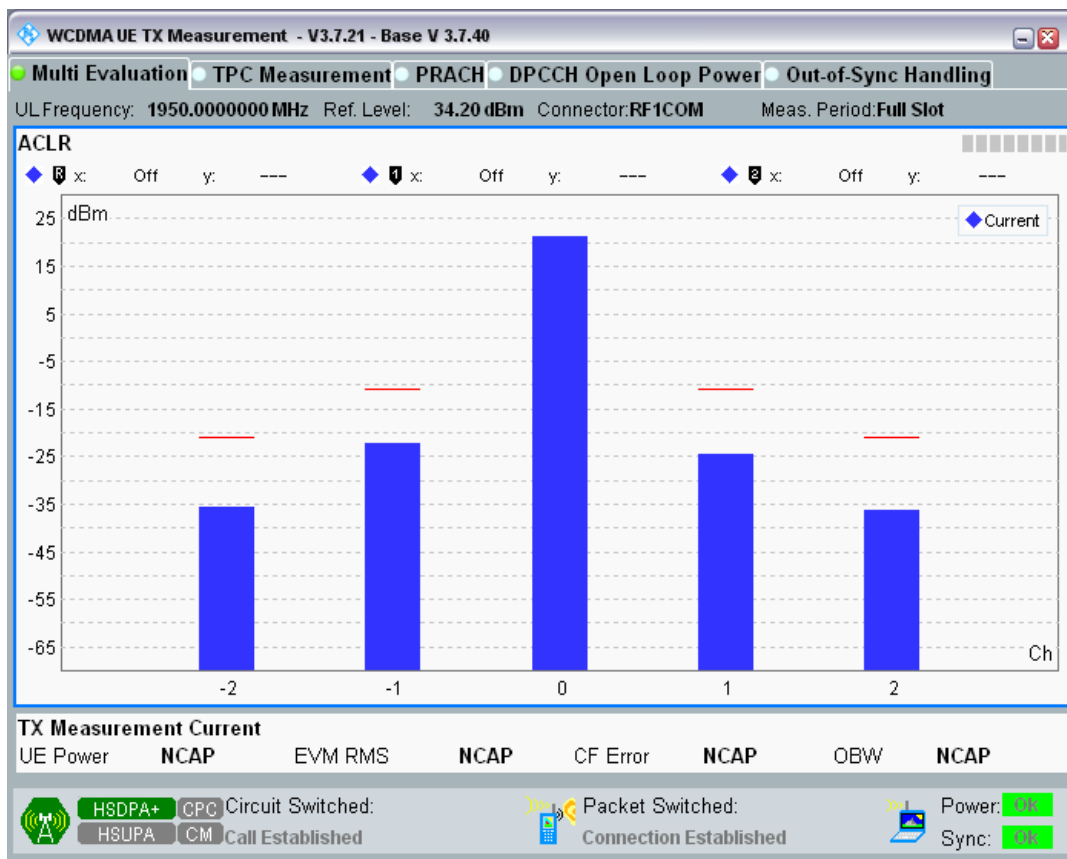 WCDMA UE TX Measurement - V3.7.21 - Base V 3.7.40
Multi Evaluation TPC Measurement PRACH DPCCH Open Loop Power Out-of-Sync Handling
UL Frequency: 1950.0000000 MHz Ref. Level: 34.20 dBm Connector:RF1COM Meas. Period:Full Slot
ACLR
R x: Off y: --- 1 x: Off y: --- 2 x: Off y: ---
dBm
Current
25
15
5
-5
-15
-25
-35
-45
-55
-65
Ch
-2 -1 0 1 2
TX Measurement Current
UE Power NCAP EVM RMS NCAP CF Error NCAP OBW NCAP
HSDPA+ CPC Circuit Switched: Packet Switched: Power: OK
HSUPA CM Call Established Connection Established Sync: OK